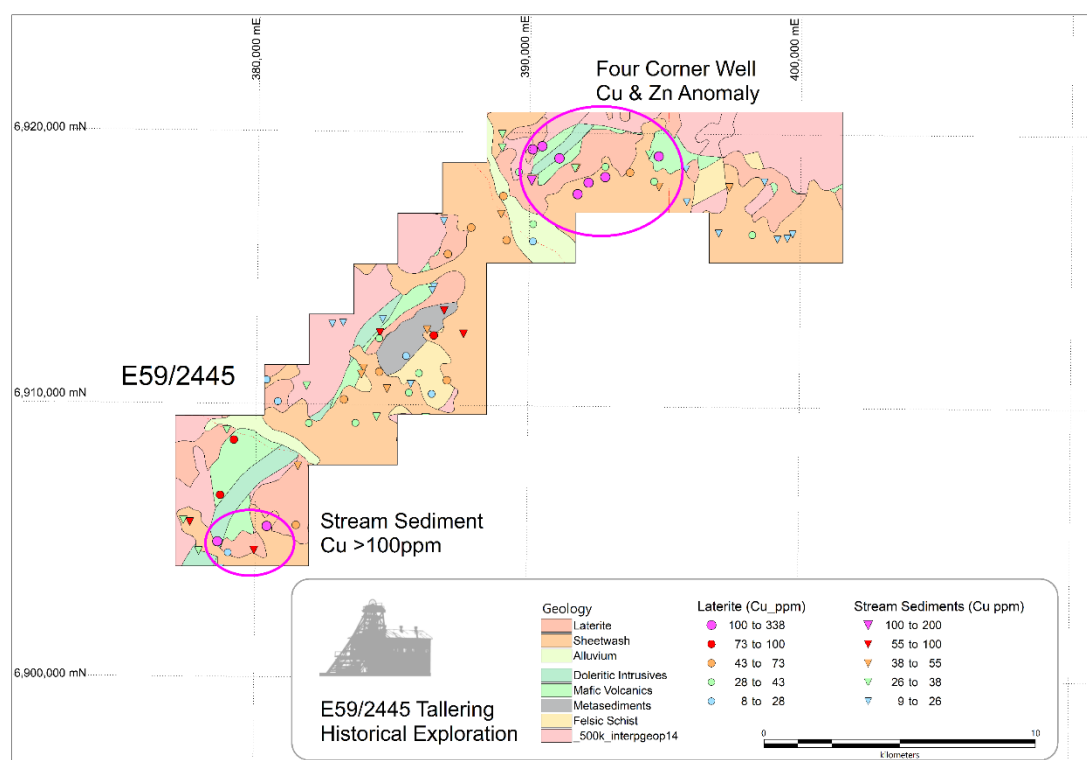 380,000 mE
390,000 mE
400,000 mE
Four Corner Well
Cu & Zn Anomaly
6,920,000 mN
E59/2445
6,910,000 mN
Stream Sediment
Cu >100ppm
6,900,000 mN
E59/2445 Tallering
Historical Exploration
Geology
Laterite
Sheetwash
Alluvium
Doleritic Intrusives
Mafic Volcanics
Metasediments
Felsic Schist
_500k_interpgeop14
Laterite (Cu_ppm)
100 to 338
73 to 100
43 to 73
28 to 43
8 to 28
Stream Sediments (Cu ppm)
100 to 200
55 to 100
38 to 55
26 to 38
9 to 26
0 10
kilometers